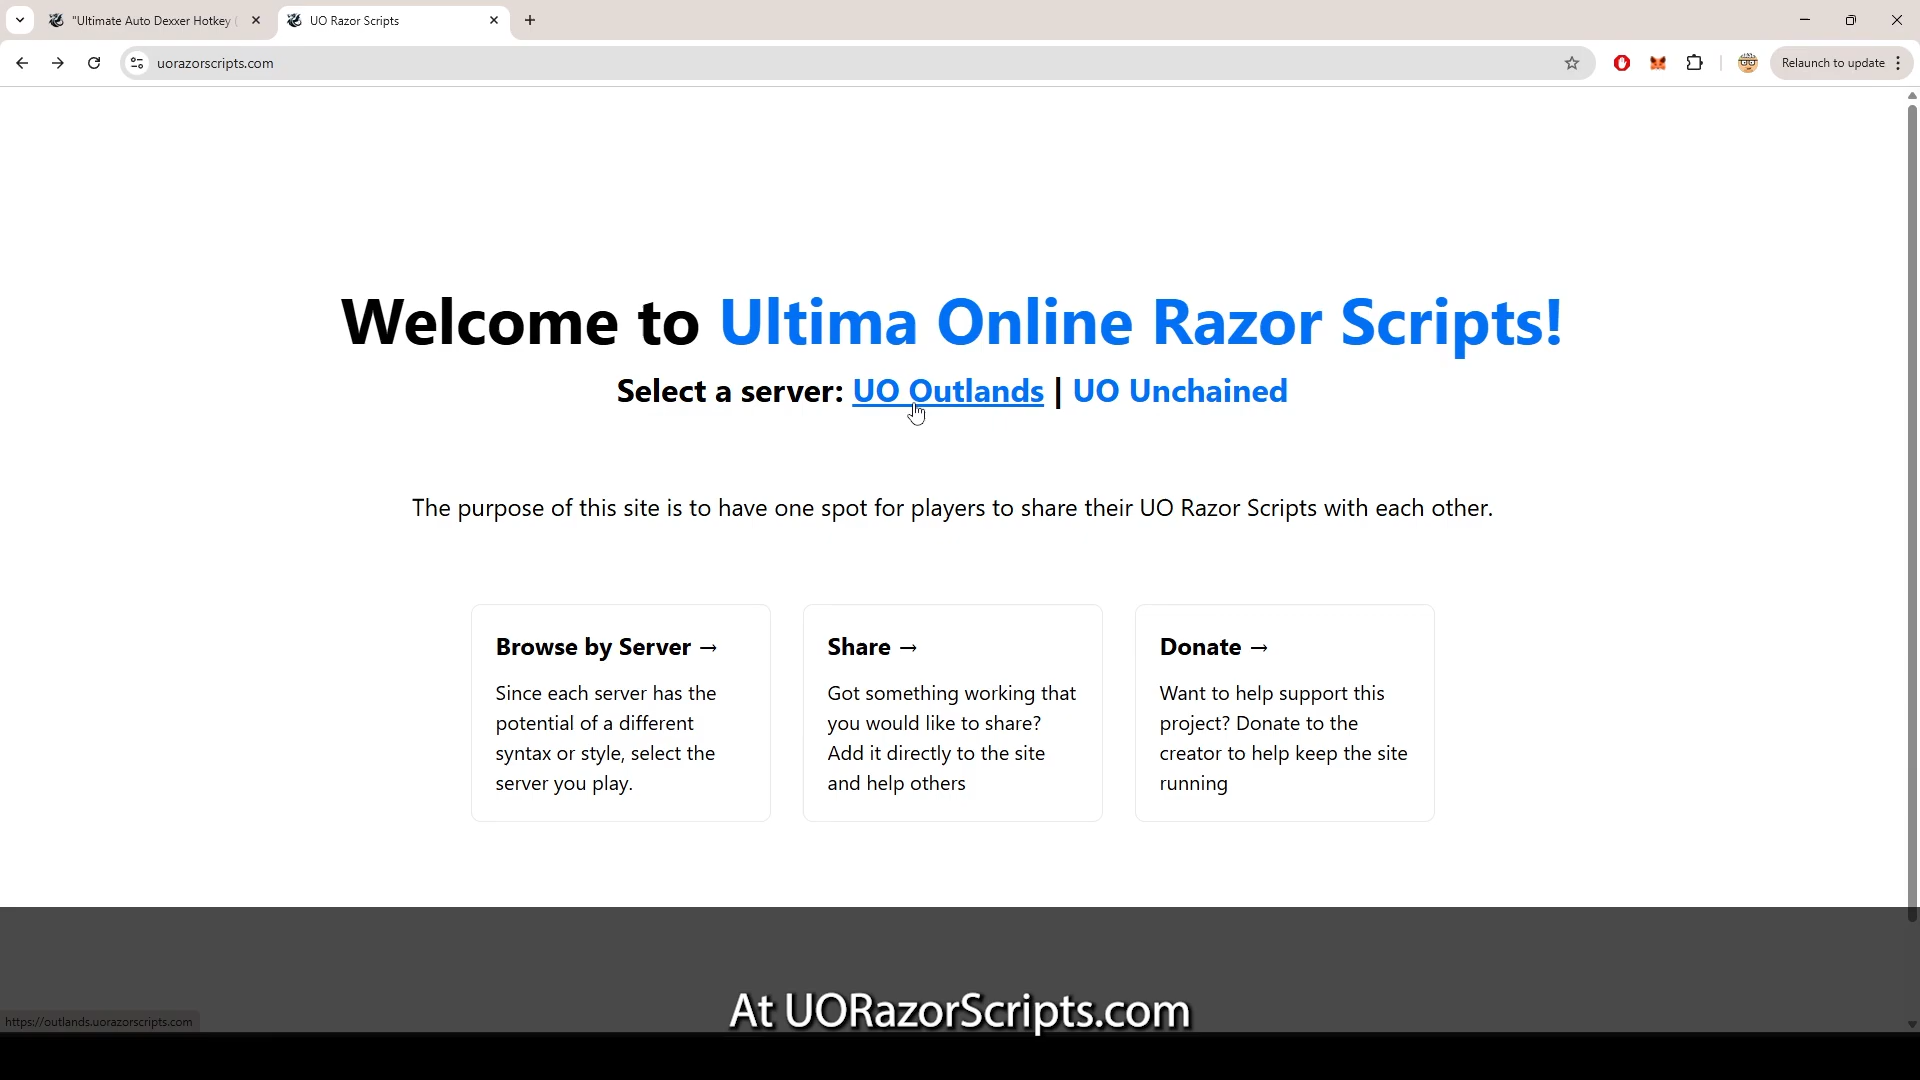 "Ultimate Auto Dexxer Hotkey (
UO Razor Scripts
uorazorscripts.com
Relaunch to update
Welcome to Ultima Online Razor Scripts!
Select a server: UO Outlands | UO Unchained
The purpose of this site is to have one spot for players to share their UO Razor Scripts with each other.
Browse by Server →
Since each server has the
potential of a different
syntax or style, select the
server you play.
Share →
Got something working that
you would like to share?
Add it directly to the site
and help others
Donate →
Want to help support this
project? Donate to the
creator to help keep the site
running
At UORazorScripts.com
https://outlands.uorazorscripts.com